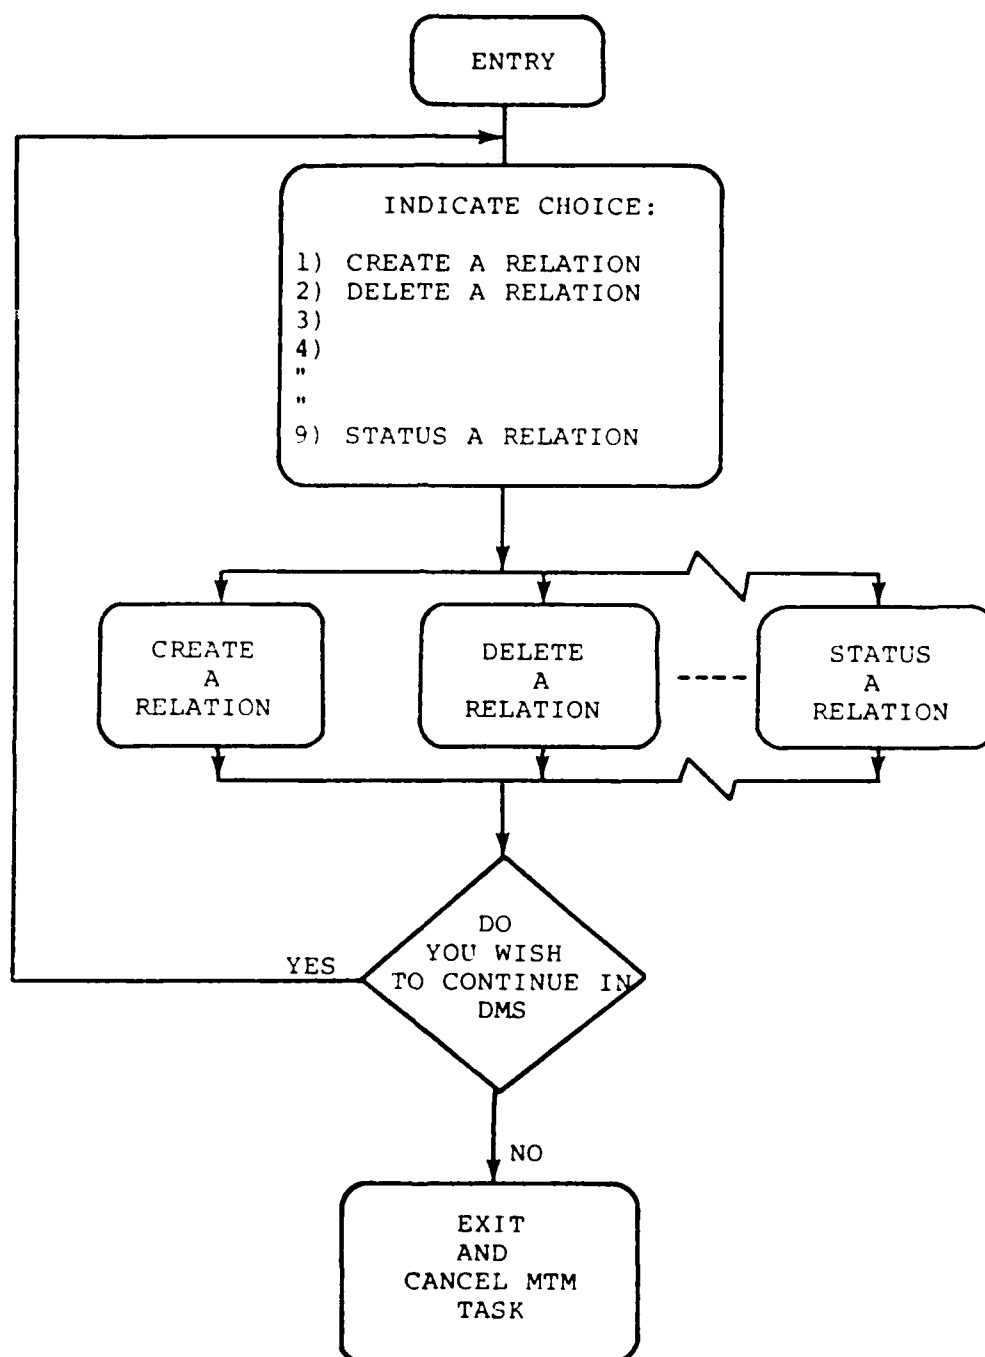 ENTRY
INDICATE CHOICE:
1) CREATE A RELATION
2) DELETE A RELATION
3)
4)
"
"
9) STATUS A RELATION
CREATE
A
RELATION
DELETE
A
RELATION
STATUS
A
RELATION
DO
YOU WISH
TO CONTINUE IN
DMS
YES
NO
EXIT
AND
CANCEL MTM
TASK